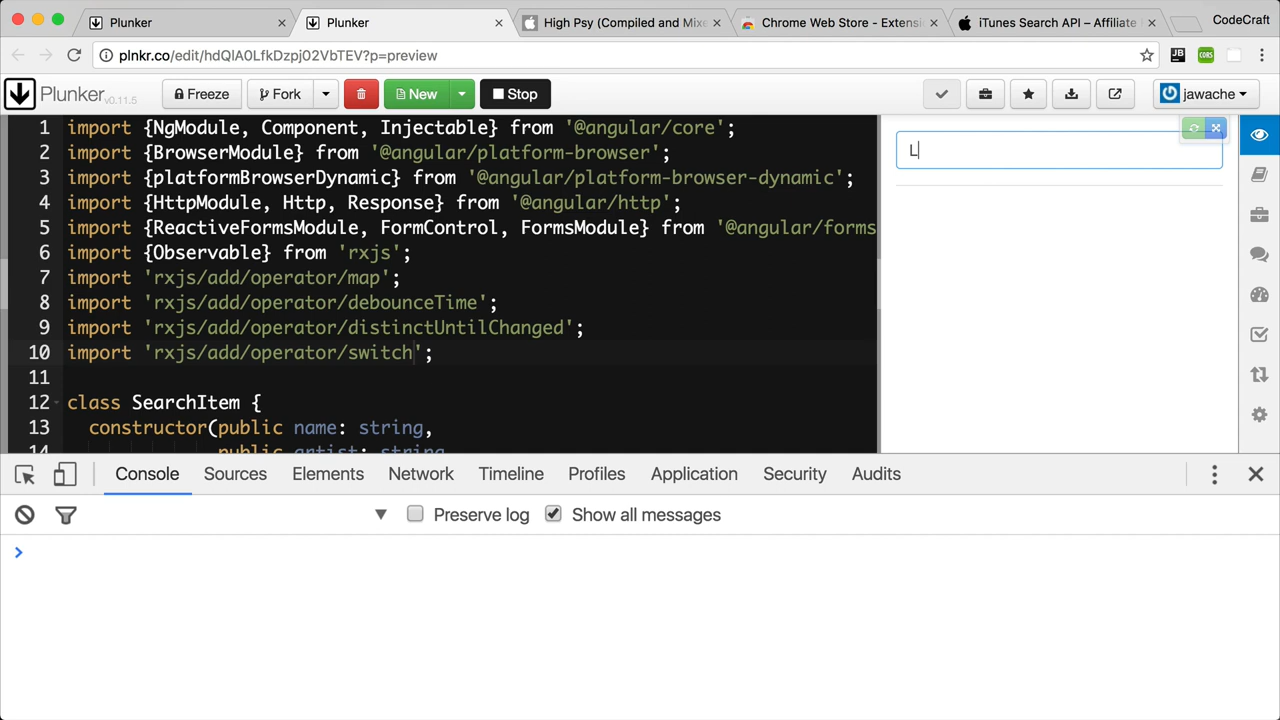 Plunker
Plunker
High Psy (Compiled and Mixe
Chrome Web Store - Extensi
iTunes Search API – Affiliate
CodeCraft
plnkr.co/edit/hdQlA0LfkDzpj02VbTEV?p=preview
Plunker v0.11.5
Freeze
Fork
New
Stop
jawache
1 import {NgModule, Component, Injectable} from '@angular/core';
2 import {BrowserModule} from '@angular/platform-browser';
3 import {platformBrowserDynamic} from '@angular/platform-browser-dynamic';
4 import {HttpModule, Http, Response} from '@angular/http';
5 import {ReactiveFormsModule, FormControl, FormsModule} from '@angular/forms
6 import {Observable} from 'rxjs';
7 import 'rxjs/add/operator/map';
8 import 'rxjs/add/operator/debounceTime';
9 import 'rxjs/add/operator/distinctUntilChanged';
10 import 'rxjs/add/operator/switch';
11
12 class SearchItem {
13 constructor(public name: string,
14 public artist: string
L
Console Sources Elements Network Timeline Profiles Application Security Audits
Preserve log Show all messages